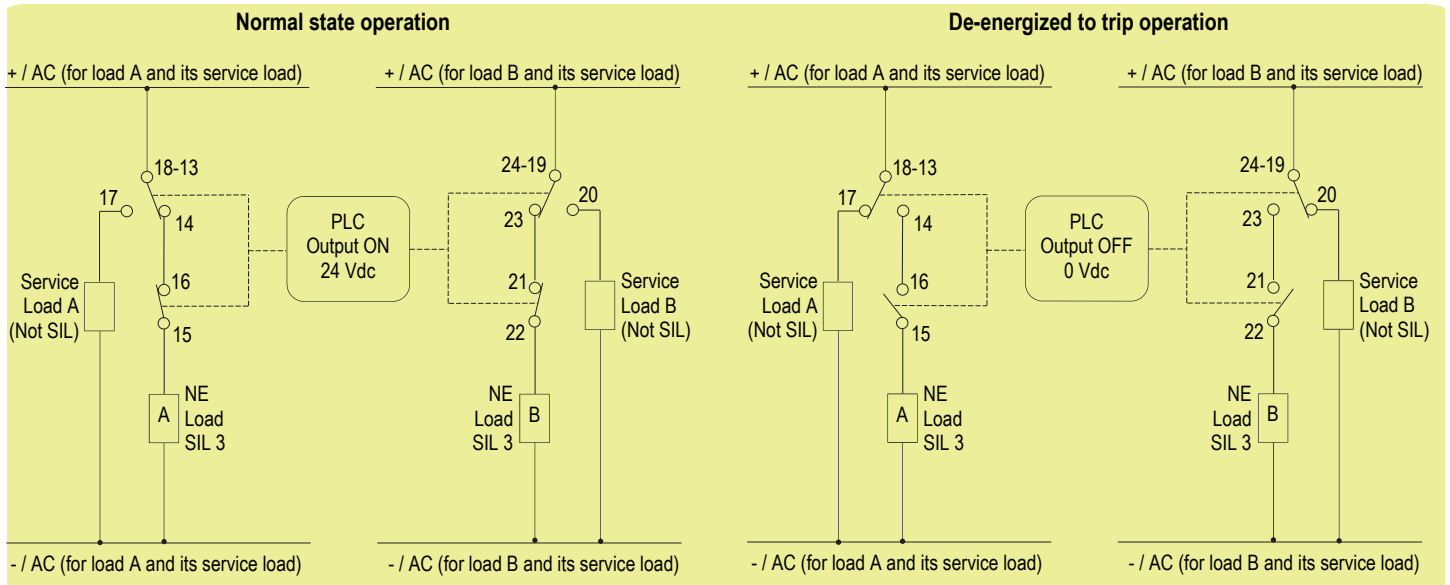 Normal state operation
De-energized to trip operation
+ / AC (for load A and its service load)
+ / AC (for load B and its service load)
+ / AC (for load A and its service load)
+ / AC (for load B and its service load)
18-13
17
14
16
15
Service
Load A
(Not SIL)
A
NE
Load
SIL 3
PLC
Output ON
24 Vdc
24-19
20
23
21
22
Service
Load B
(Not SIL)
NE
Load
SIL 3
B
18-13
17
14
16
15
Service
Load A
(Not SIL)
A
NE
Load
SIL 3
PLC
Output OFF
0 Vdc
24-19
20
23
21
22
Service
Load B
(Not SIL)
NE
Load
SIL 3
B
- / AC (for load A and its service load)
- / AC (for load B and its service load)
- / AC (for load A and its service load)
- / AC (for load B and its service load)